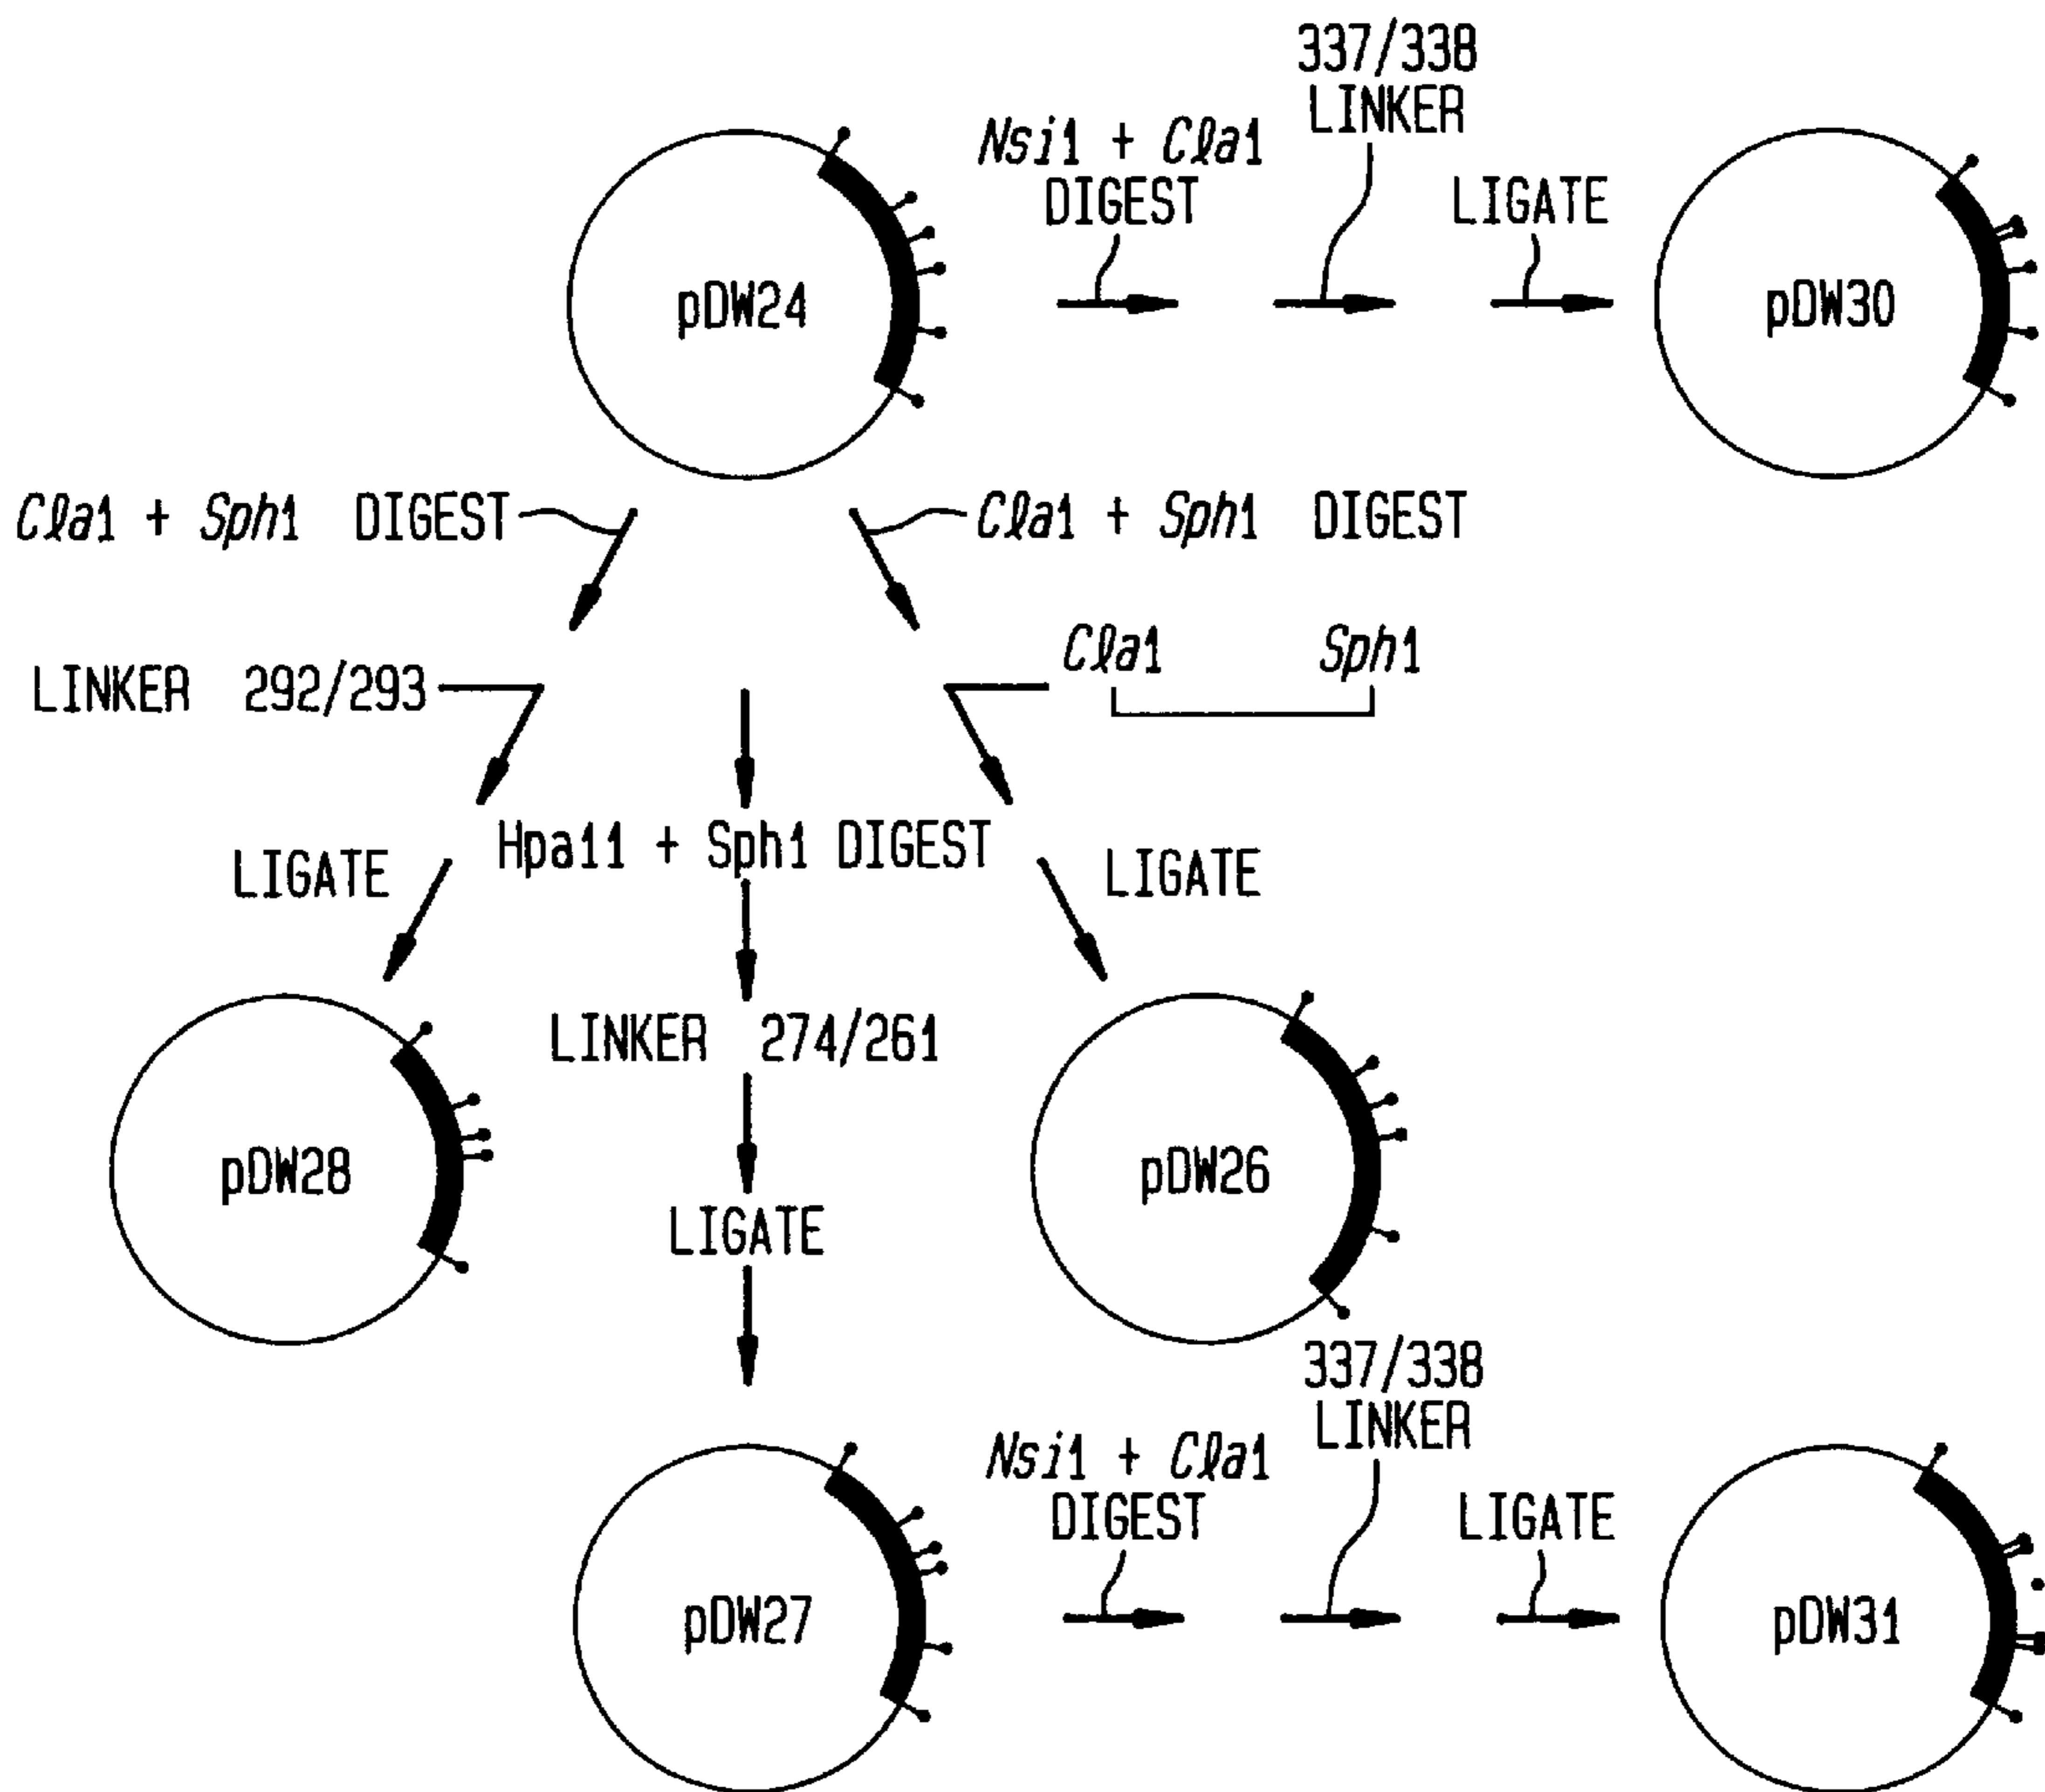 337/338
LINKER
Nsi1 + Cla1
DIGEST
LIGATE
pDW24
pDW30
Cla1 + Sph1 DIGEST
Cla1 + Sph1 DIGEST
Cla1 Sph1
LINKER 292/293
Hpa11 + Sph1 DIGEST
LIGATE
LIGATE
LINKER 274/261
pDW28
pDW26
LIGATE
337/338
LINKER
Nsi1 + Cla1
DIGEST
LIGATE
pDW27
pDW31